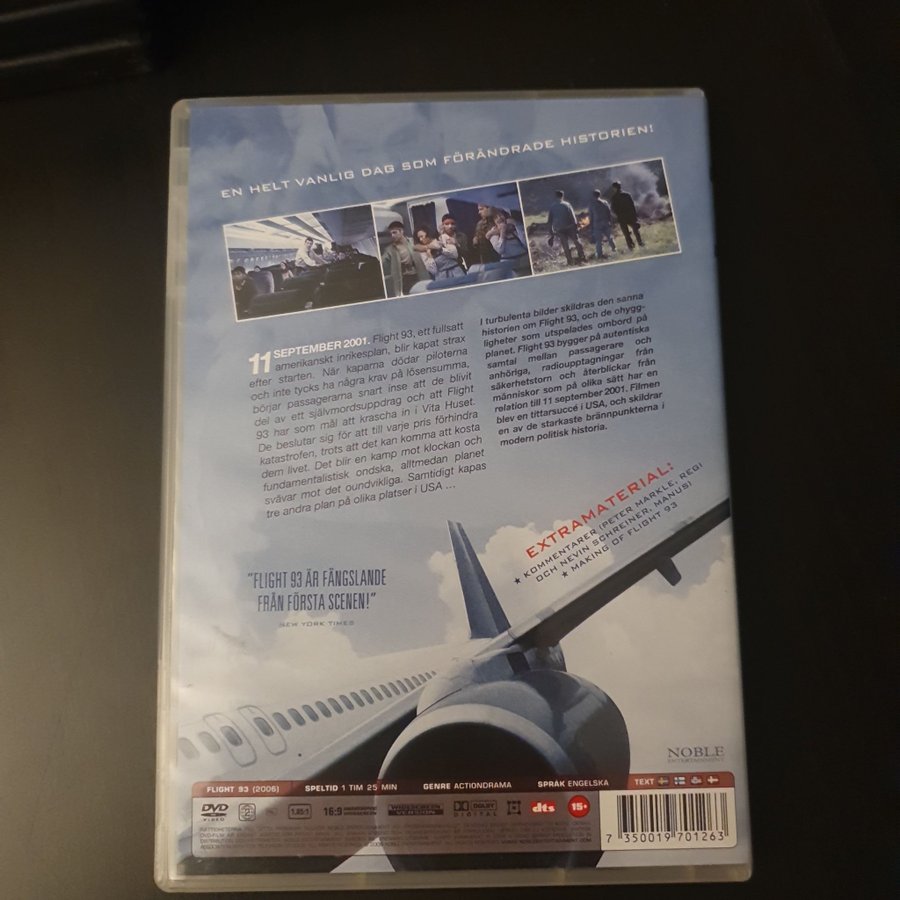 EN HELT VANLIG DAG SOM FÖRÄNDRADE HISTORIEN!
11 SEPTEMBER 2001. Flight 93, ett fullsatt
amerikanskt inrikesplan, blir kapat strax
efter starten. När kaparna dödar piloterna
och inte tycks ha några krav på lösensumma,
börjar passagerarna snart inse att de blivit
del av ett självmordsuppdrag och att Flight
93 har som mål att krascha in i Vita Huset.
De beslutar sig för att till varje pris förhindra
katastrofen, trots att det kan komma att kosta
dem livet. Det blir en kamp mot klockan och
fundamentalistisk ondska, alltmedan planet
svävar mot det oundvikliga. Samtidigt kapas
tre andra plan på olika platser i USA ...
I turbulenta bilder skildras den sanna
historien om Flight 93, och de ohygg-
ligheter som utspelades ombord på
planet. Flight 93 bygger på autentiska
samtal mellan passagerare och
anhöriga, radioupptagningar från
säkerhetstorn och återblickar från
människor som på olika sätt har en
relation till 11 september 2001. Filmen
blev en tittarsuccé i USA, och skildrar
en av de starkaste brännpunkterna i
modern politisk historia.
EXTRAMATERIAL:
★ KOMMENTARER (PETER MARKLE, REGI
OCH NEVIN SCHREINER, MANUS)
★ MAKING OF FLIGHT 93
"FLIGHT 93 ÄR FÄNGSLANDE
FRÅN FÖRSTA SCENEN!"
NEW YORK TIMES
NOBLE
ENTERTAINMENT
FLIGHT 93 (2006) SPELTID 1 TIM 25 MIN GENRE ACTIONDRAMA SPRÅK ENGELSKA TEXT
DVD VIDEO 2 PAL 1.85:1 16:9 WIDESCREEN VERSION DOLBY DIGITAL dts 15+
7 350019 701263